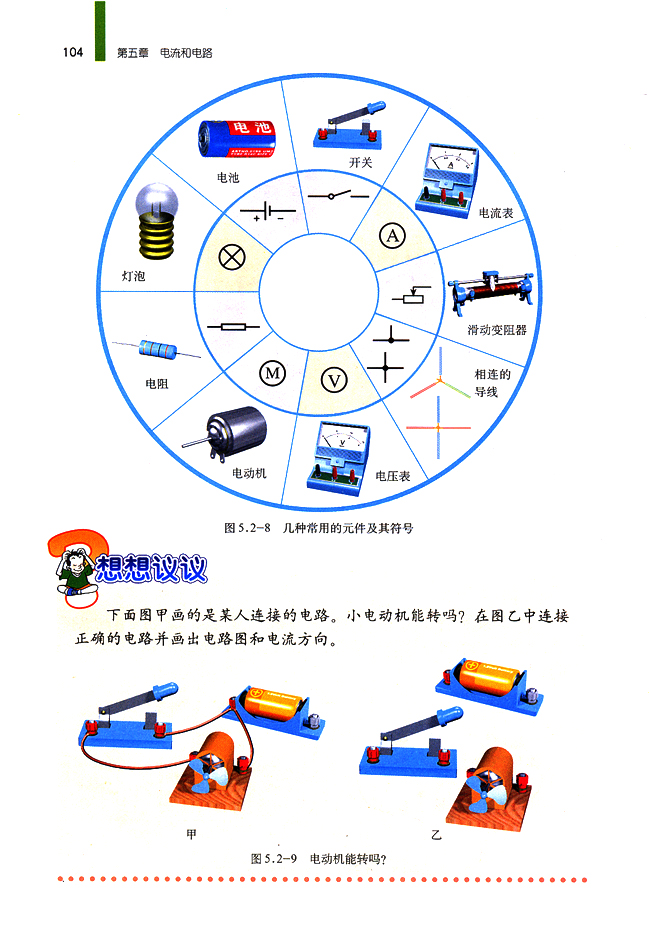 104 第五章 电流和电路
电池
开关
电流表
灯泡
滑动变阻器
电阻
相连的
导线
电动机
电压表
A
M
V
+ −
图 5.2-8 几种常用的元件及其符号
想想议议
下面图甲画的是某人连接的电路。小电动机能转吗？在图乙中连接
正确的电路并画出电路图和电流方向。
甲
乙
图 5.2-9 电动机能转吗？